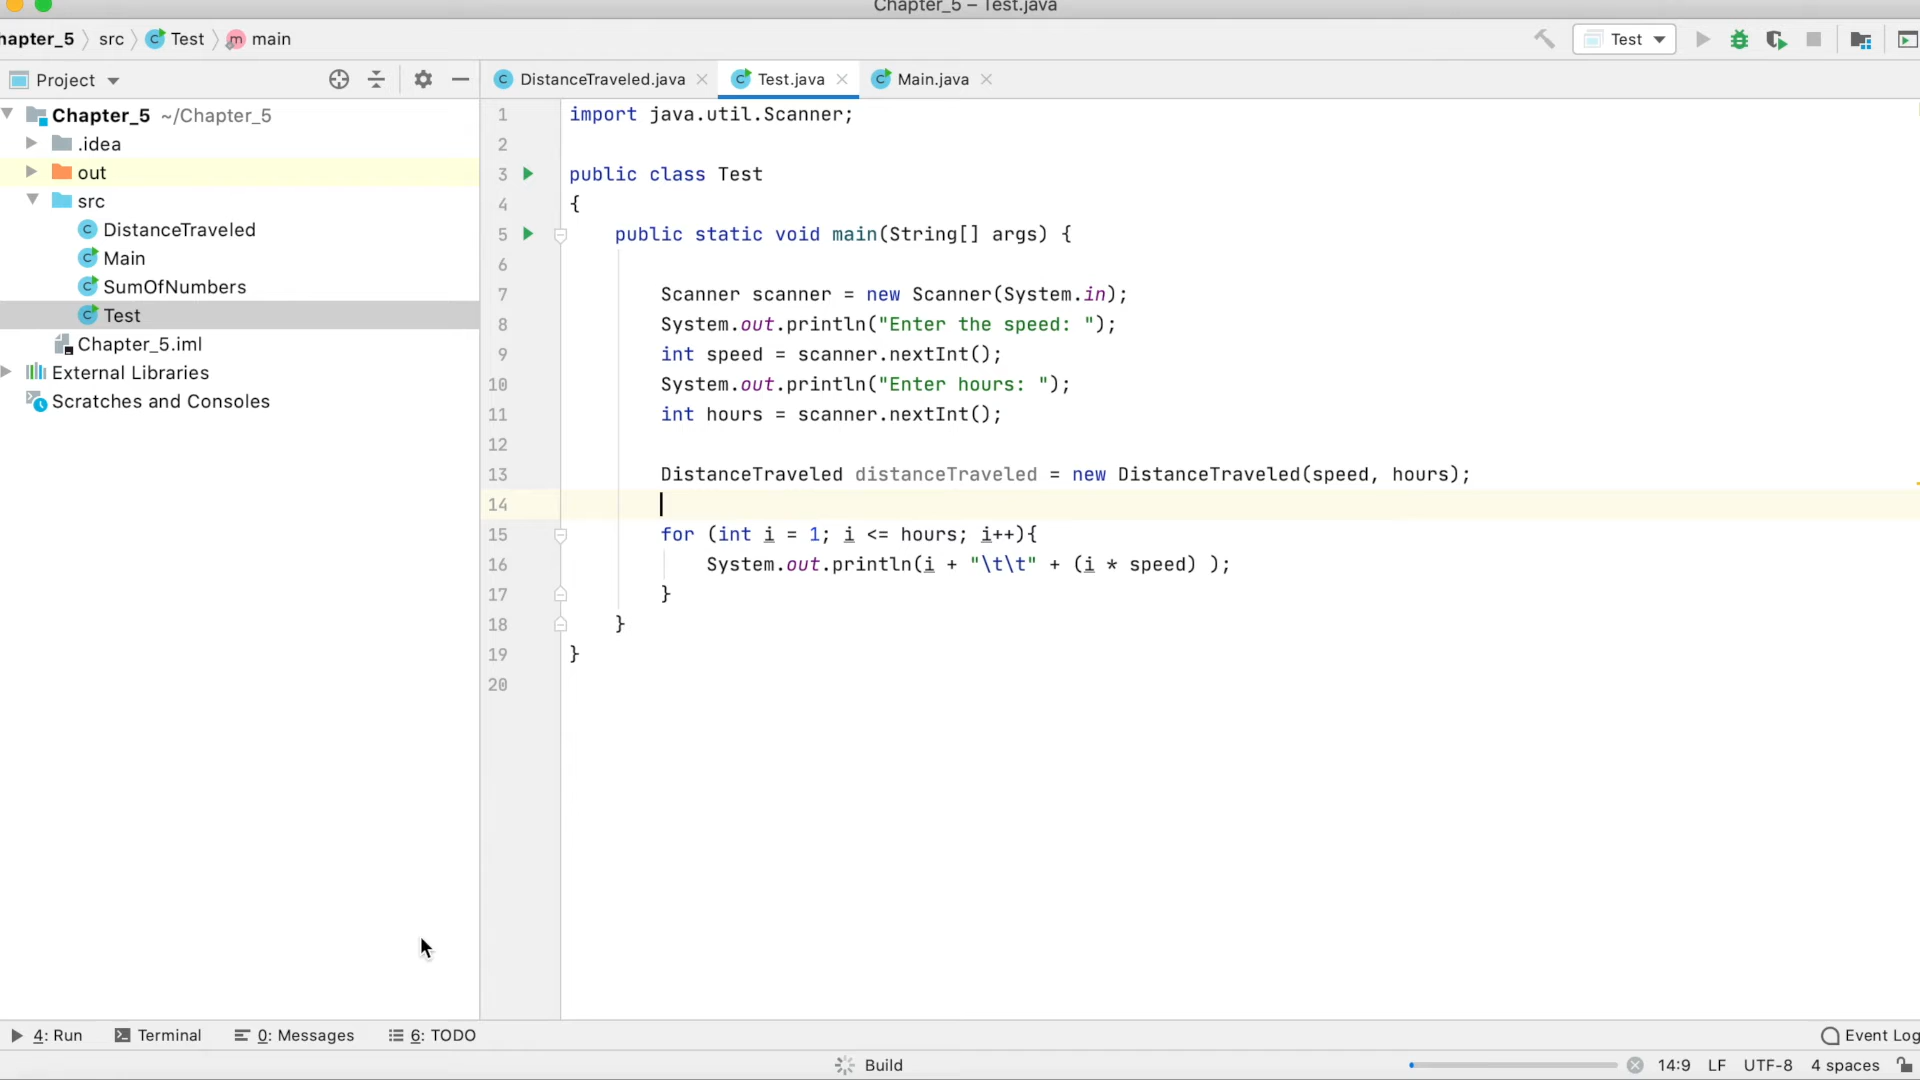 Chapter_5 – Test.java
hapter_5 src Test main
Test
Project
DistanceTraveled.java Test.java Main.java
Chapter_5 ~/Chapter_5
.idea
out
src
DistanceTraveled
Main
SumOfNumbers
Test
Chapter_5.iml
External Libraries
Scratches and Consoles
1 import java.util.Scanner;
2
3 public class Test
4 {
5 public static void main(String[] args) {
6
7 Scanner scanner = new Scanner(System.in);
8 System.out.println("Enter the speed: ");
9 int speed = scanner.nextInt();
10 System.out.println("Enter hours: ");
11 int hours = scanner.nextInt();
12
13 DistanceTraveled distanceTraveled = new DistanceTraveled(speed, hours);
14
15 for (int i = 1; i <= hours; i++){
16 System.out.println(i + "\t\t" + (i * speed) );
17 }
18 }
19 }
20
4: Run Terminal 0: Messages 6: TODO Event Log
Build 14:9 LF UTF-8 4 spaces